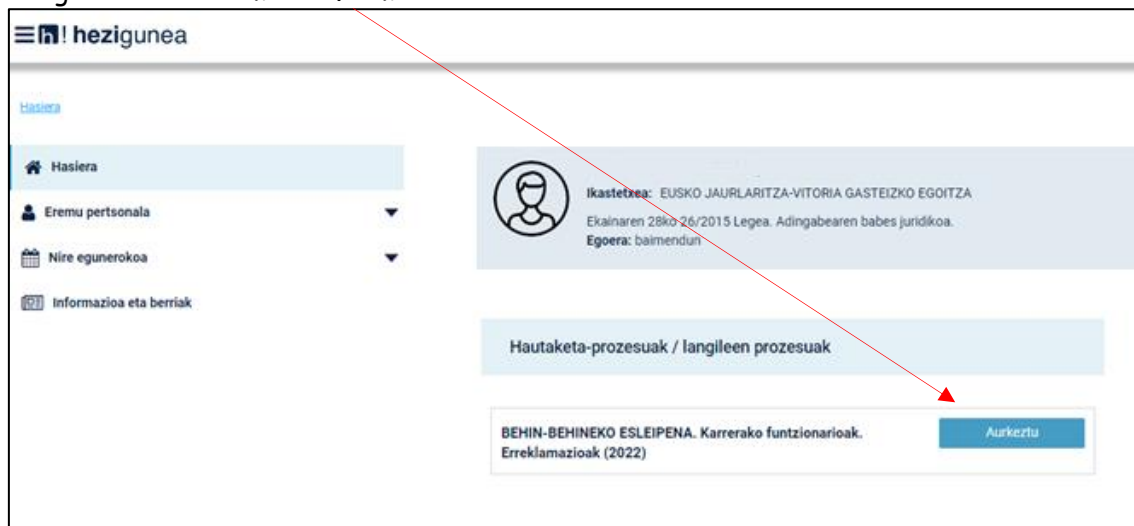 h! hezigunea
Hasiera
Hasiera
Eremu pertsonala
Nire egunerokoa
Informazioa eta berriak
Ikastetxea: EUSKO JAURLARITZA-VITORIA GASTEIZKO EGOITZA
Ekainaren 28ko 26/2015 Legea. Adingabearen babes juridikoa.
Egoera: baimendun
Hautaketa-prozesuak / langileen prozesuak
BEHIN-BEHINEKO ESLEIPENA. Karrerako funtzionarioak.
Erreklamazioak (2022)
Aurkeztu